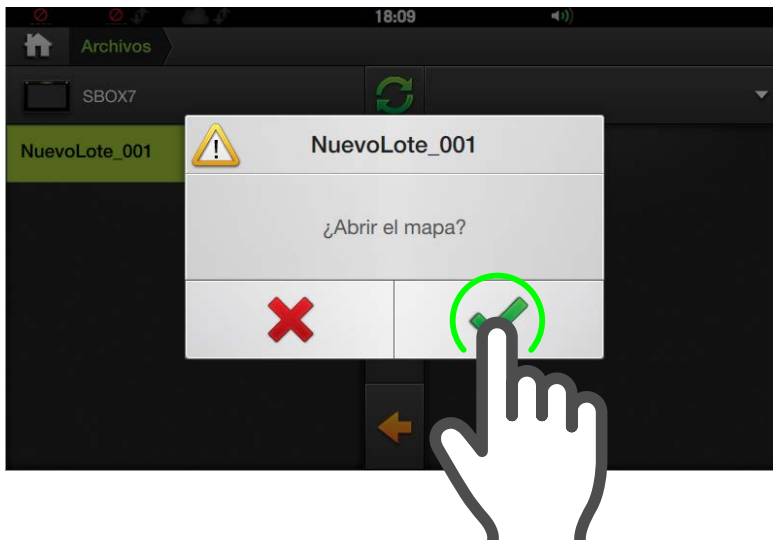 18:09
Archivos
SBOX7
NuevoLote_001
NuevoLote_001
¿Abrir el mapa?